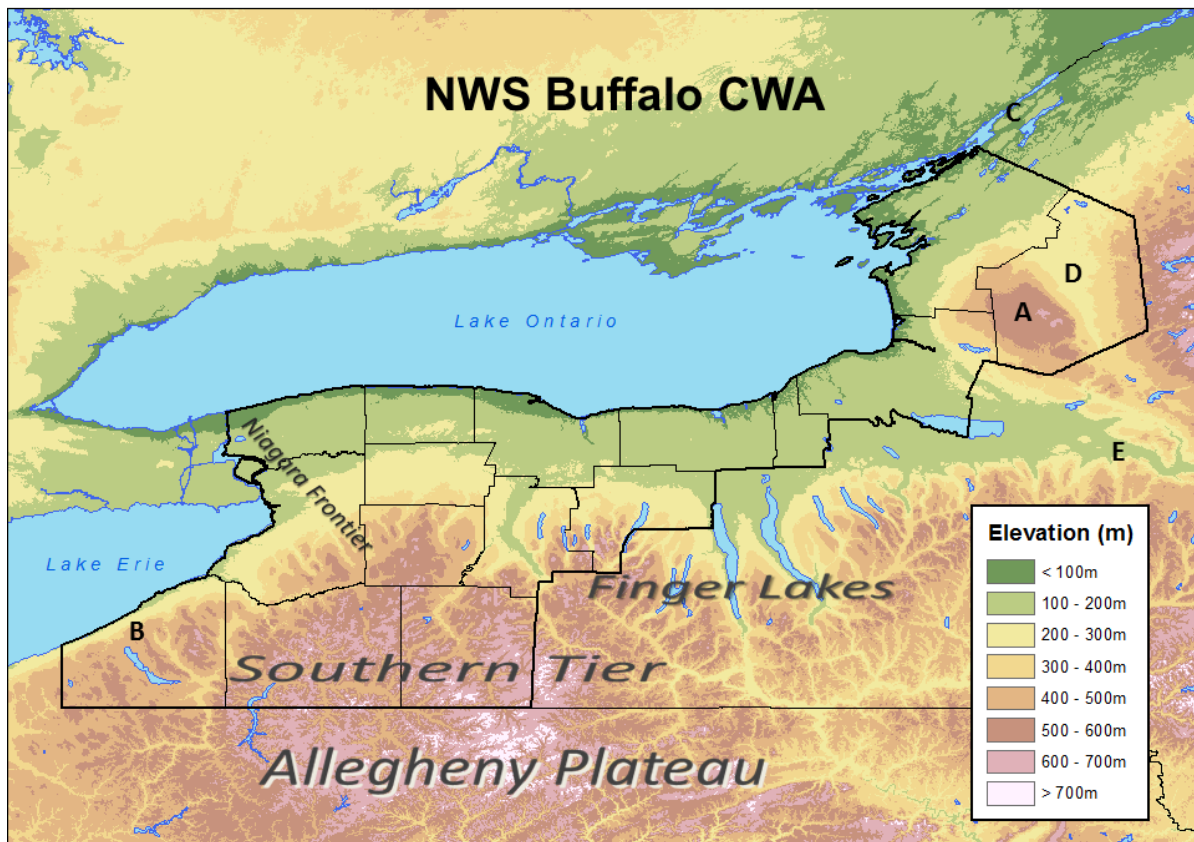 NWS Buffalo CWA
C
D
A
Lake Ontario
Niagara Frontier
E
Lake Erie
Finger Lakes
B
Southern Tier
Allegheny Plateau
Elevation (m)
< 100m
100 - 200m
200 - 300m
300 - 400m
400 - 500m
500 - 600m
600 - 700m
> 700m